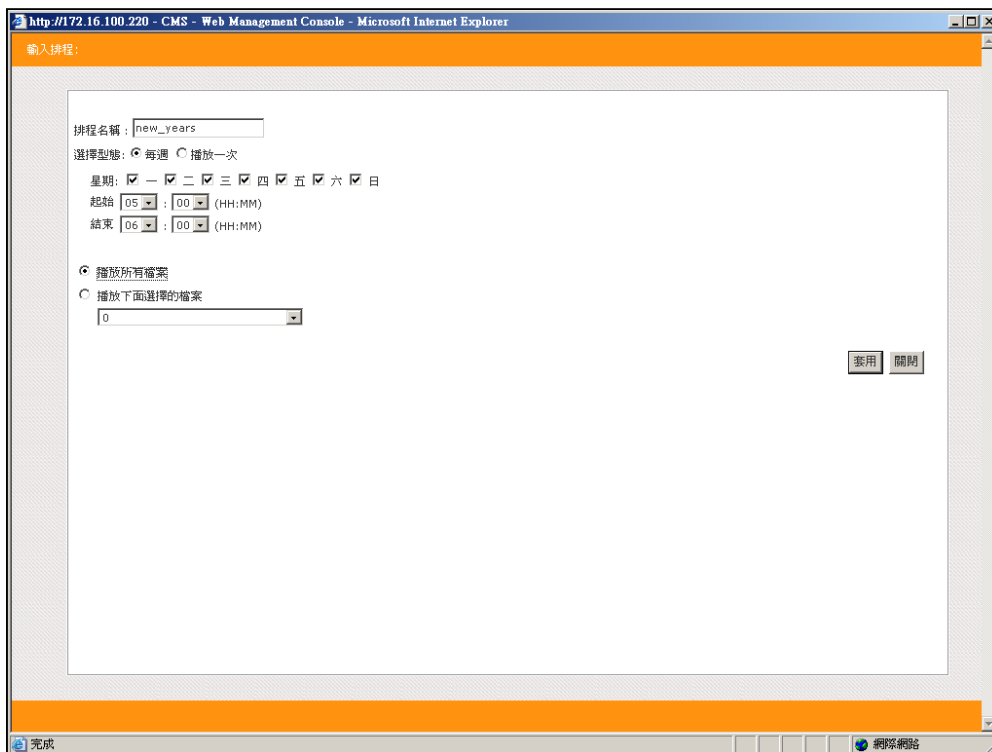 http://172.16.100.220 - CMS - Web Management Console - Microsoft Internet Explorer
輸入排程:
排程名稱 : new_years
選擇型態: 每週 播放一次
星期: 一 二 三 四 五 六 日
起始 05 : 00 (HH:MM)
結束 06 : 00 (HH:MM)
播放所有檔案
播放下面選擇的檔案
0
套用 關閉
完成 網際網路